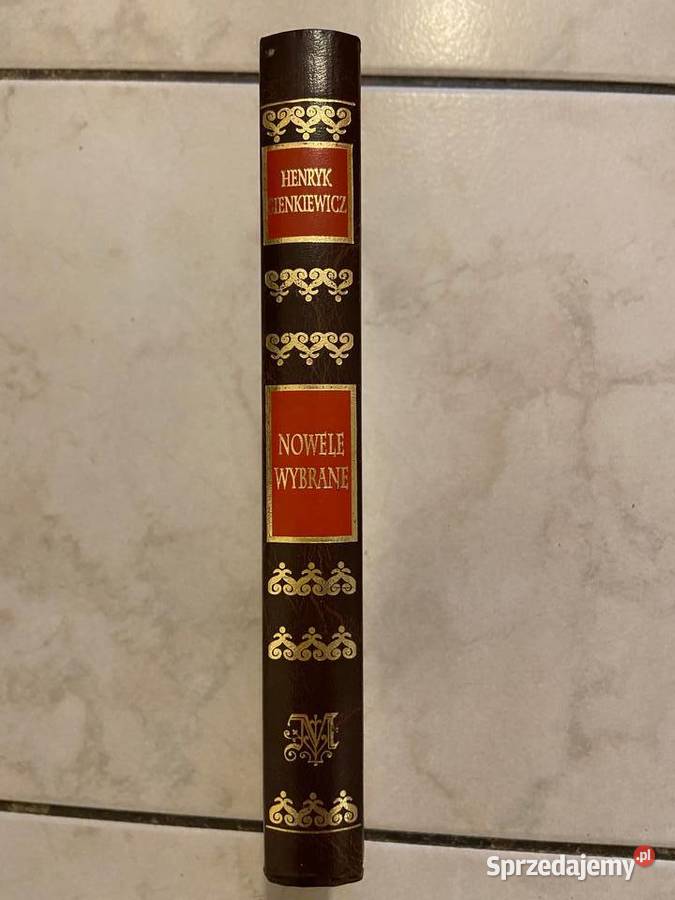 HENRYK
SIENKIEWICZ
NOWELE
WYBRANE
M
Sprzedajemy.pl